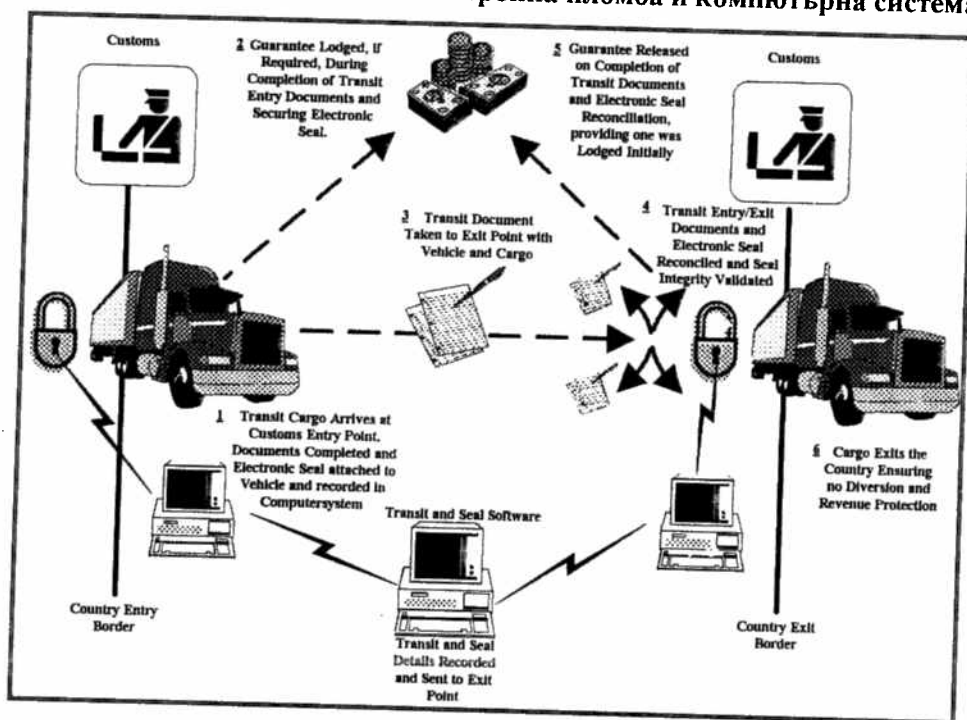 пломба и компютърна система
Customs
2 Guarantee Lodged, if
Required, During
Completion of Transit
Entry Documents and
Securing Electronic
Seal.
5 Guarantee Released
on Completion of
Transit Documents
and Electronic Seal
Reconciliation,
providing one was
Lodged Initially
Customs
3 Transit Document
Taken to Exit Point with
Vehicle and Cargo
4 Transit Entry/Exit
Documents and
Electronic Seal
Reconciled and Seal
Integrity Validated
1 Transit Cargo Arrives at
Customs Entry Point.
Documents Completed and
Electronic Seal attached to
Vehicle and recorded in
Computersystem
6 Cargo Exits the
Country Ensuring
no Diversion and
Revenue Protection
Transit and Seal Software
Country Entry
Border
Transit and Seal
Details Recorded
and Sent to Exit
Point
Country Exit
Border